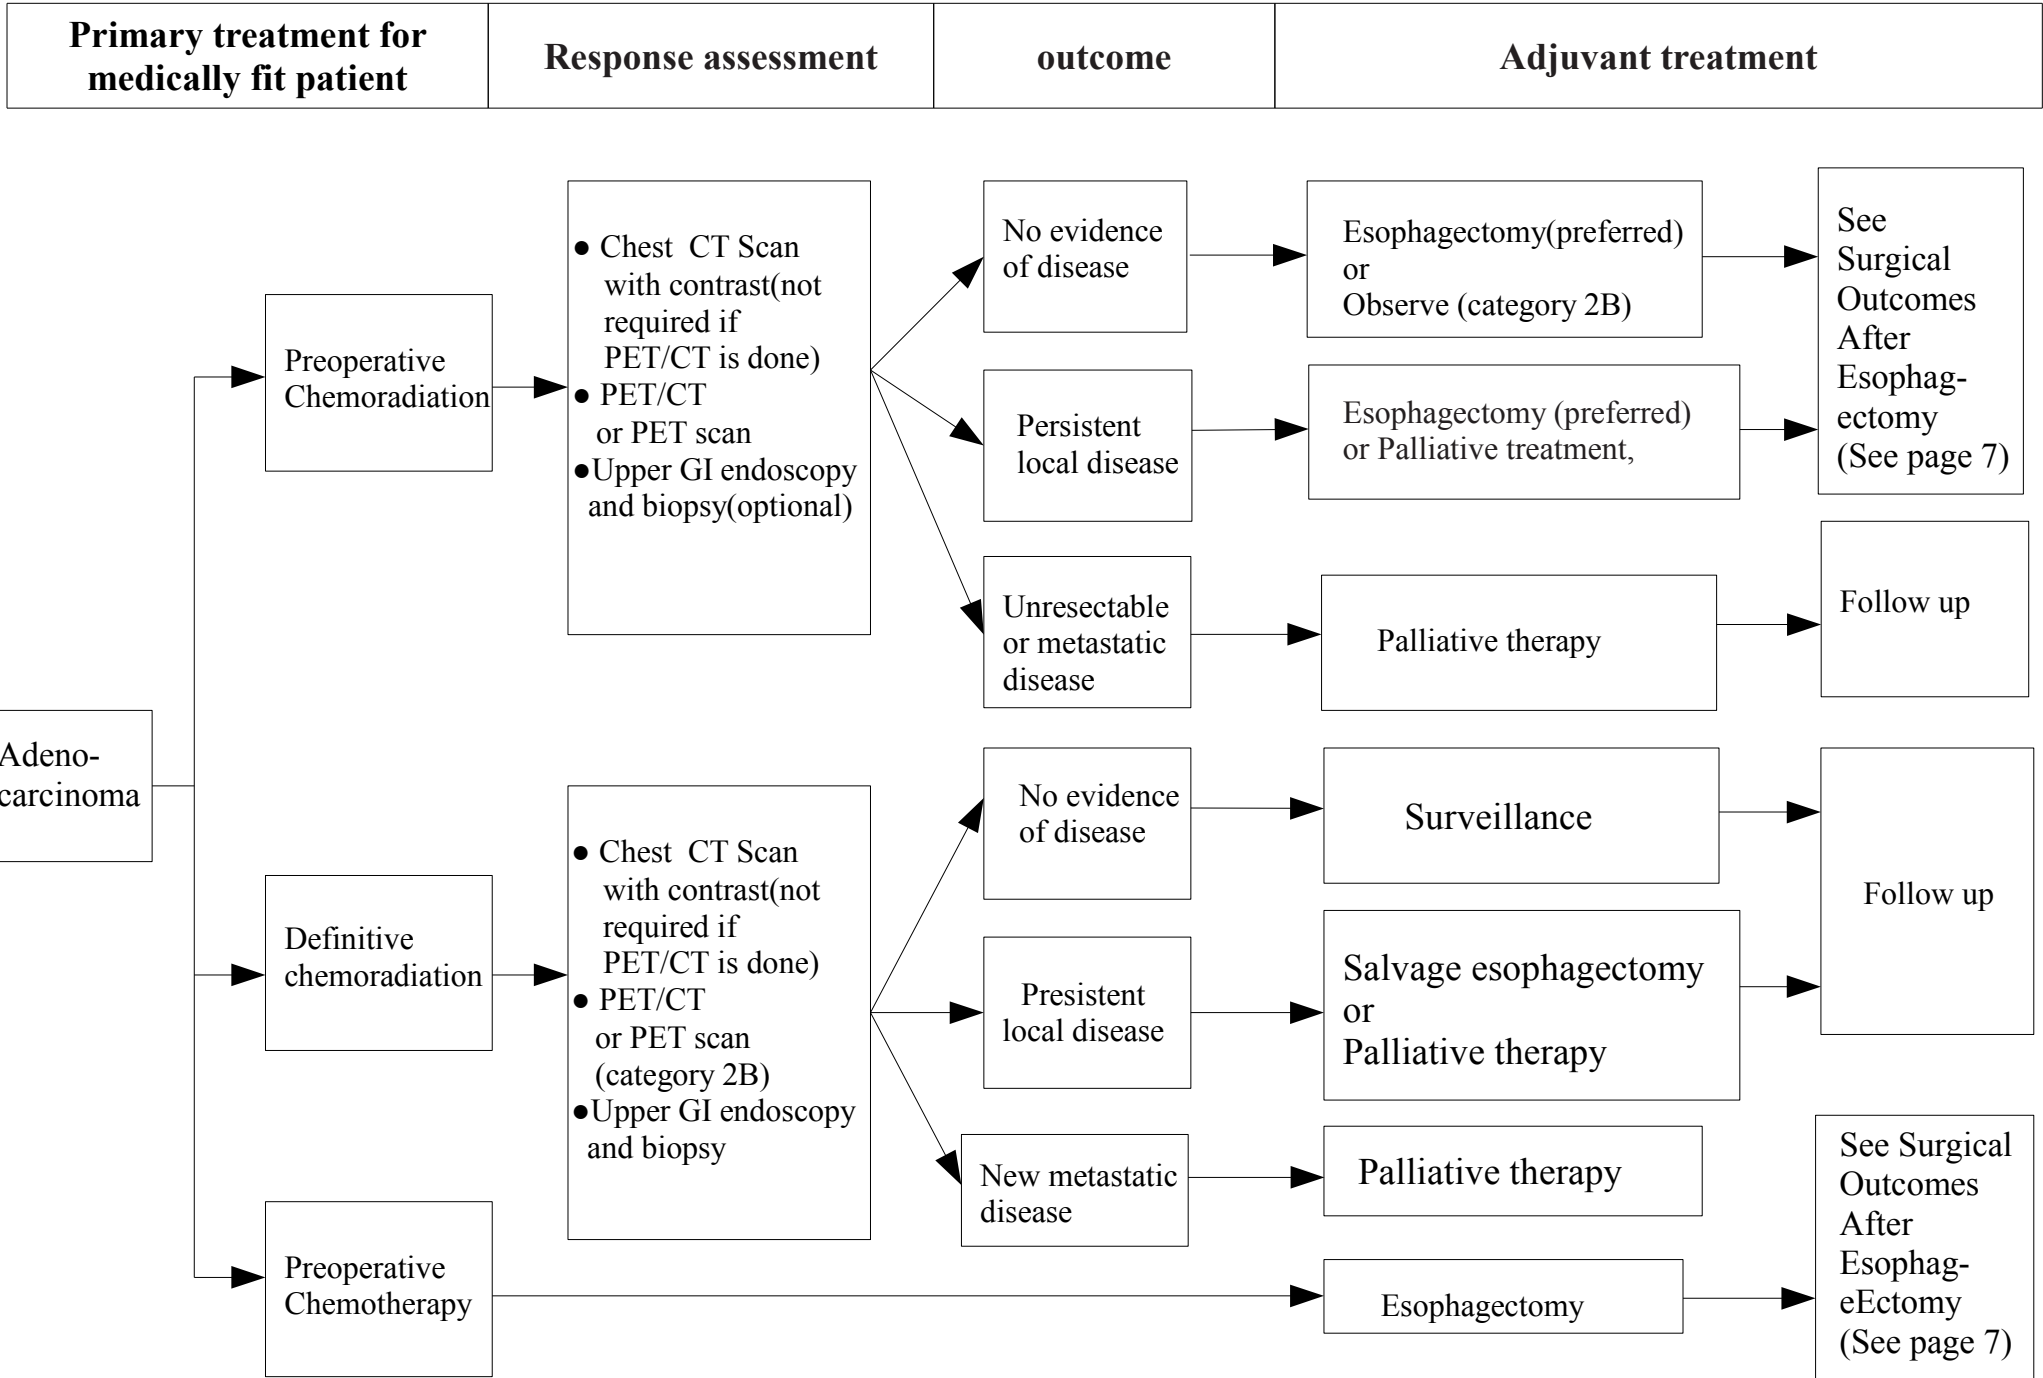 Primary treatment for
medically fit patient
Response assessment
outcome
Adjuvant treatment
Adeno-
carcinoma
Preoperative
Chemoradiation
● Chest CT Scan
with contrast(not
required if
PET/CT is done)
● PET/CT
or PET scan
●Upper GI endoscopy
and biopsy(optional)
No evidence
of disease
Esophagectomy(preferred)
or
Observe (category 2B)
Persistent
local disease
Esophagectomy (preferred)
or Palliative treatment,
See
Surgical
Outcomes
After
Esophag-
ectomy
(See page 7)
Unresectable
or metastatic
disease
Palliative therapy
Follow up
Definitive
chemoradiation
● Chest CT Scan
with contrast(not
required if
PET/CT is done)
● PET/CT
or PET scan
(category 2B)
●Upper GI endoscopy
and biopsy
No evidence
of disease
Surveillance
Presistent
local disease
Salvage esophagectomy
or
Palliative therapy
Follow up
New metastatic
disease
Palliative therapy
Preoperative
Chemotherapy
Esophagectomy
See Surgical
Outcomes
After
Esophag-
eEctomy
(See page 7)